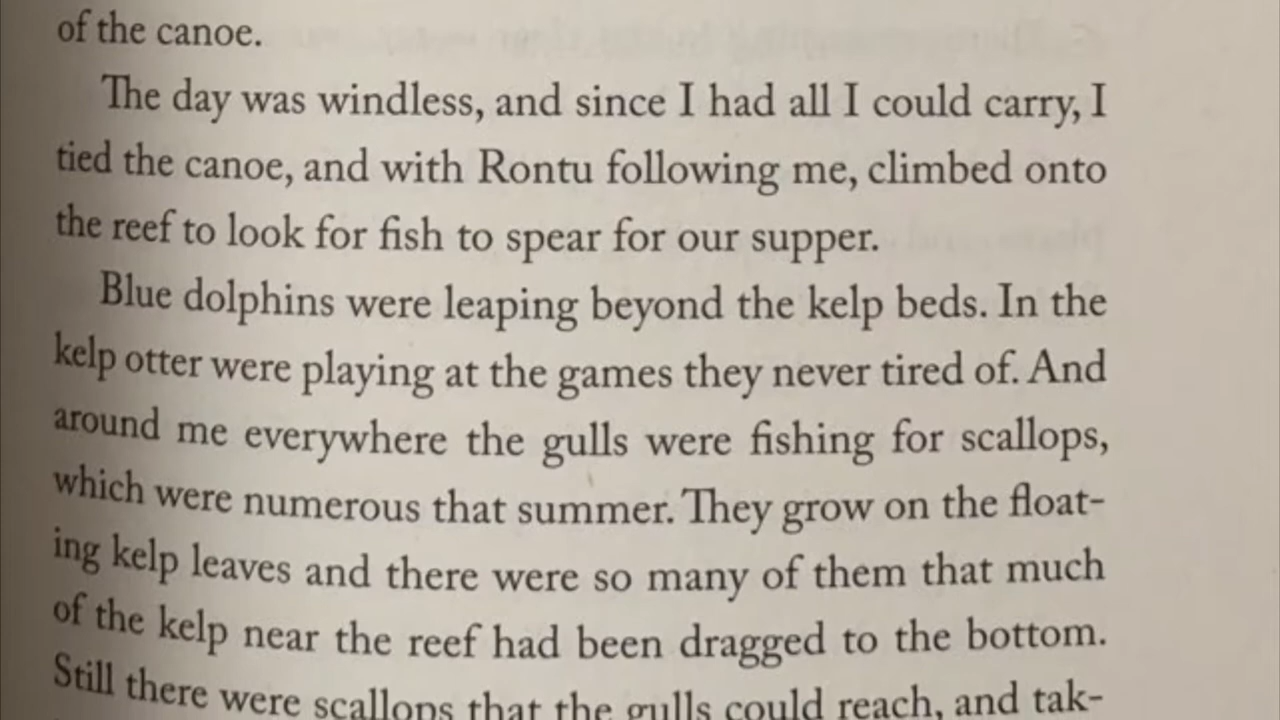 of the canoe.
The day was windless, and since I had all I could carry, I
tied the canoe, and with Rontu following me, climbed onto
the reef to look for fish to spear for our supper.
Blue dolphins were leaping beyond the kelp beds. In the
kelp otter were playing at the games they never tired of. And
around me everywhere the gulls were fishing for scallops,
which were numerous that summer. They grow on the float-
ing kelp leaves and there were so many of them that much
of the kelp near the reef had been dragged to the bottom.
Still there were scallops that the gulls could reach, and tak-